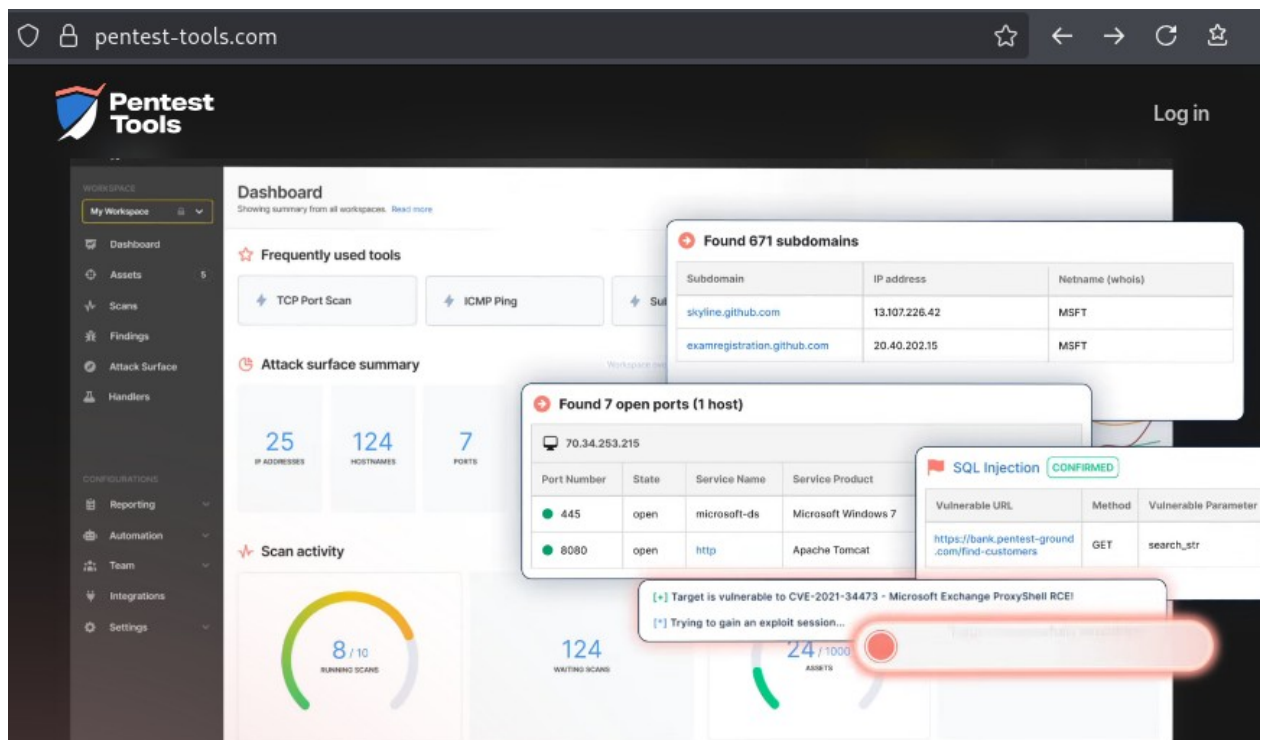 pentest-tools.com
Pentest
Tools
Log in
WORKSPACE
My Workspace
Dashboard
Assets 5
Scans
Findings
Attack Surface
Handlers
CONFIGURATIONS
Reporting
Automation
Team
Integrations
Settings
Dashboard
Showing summary from all workspaces. Read more
Frequently used tools
TCP Port Scan
ICMP Ping
Attack surface summary
25
IP ADDRESSES
124
HOSTNAMES
7
PORTS
Scan activity
8 / 10
RUNNING SCANS
124
WAITING SCANS
24 / 1000
ASSETS
Found 671 subdomains
Subdomain IP address Netname (whois)
skyline.github.com 13.107.226.42 MSFT
examregistration.github.com 20.40.202.15 MSFT
Found 7 open ports (1 host)
70.34.253.215
Port Number State Service Name Service Product
445 open microsoft-ds Microsoft Windows 7
8080 open http Apache Tomcat
SQL Injection CONFIRMED
Vulnerable URL Method Vulnerable Parameter
https://bank.pentest-ground
.com/find-customers GET search_str
[+] Target is vulnerable to CVE-2021-34473 - Microsoft Exchange ProxyShell RCE!
[*] Trying to gain an exploit session...